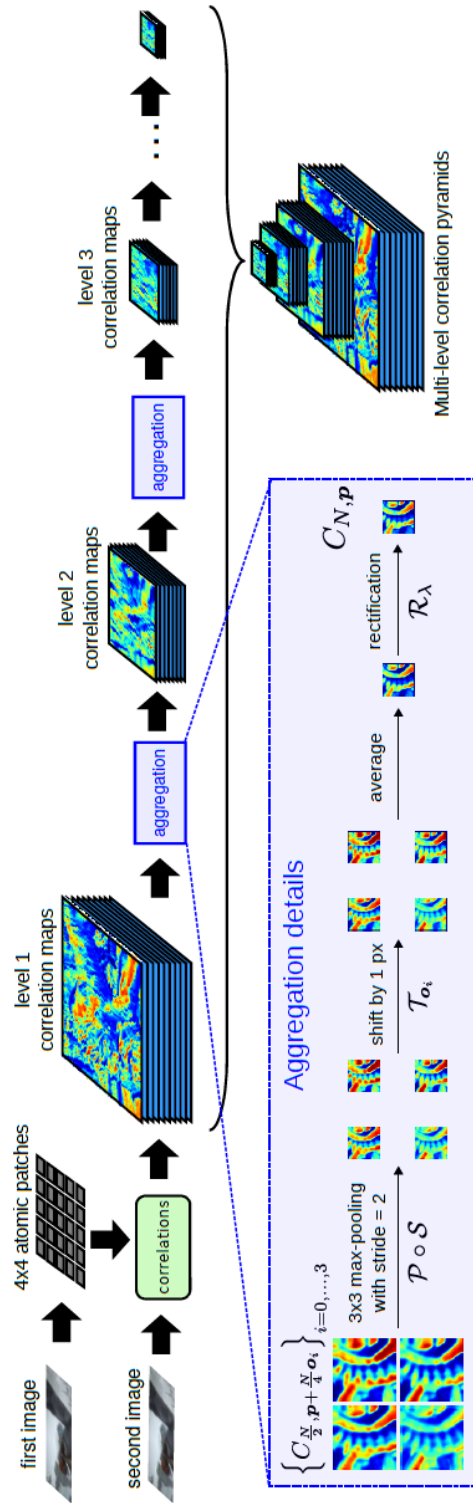 first image
4x4 atomic patches
second image
correlations
level 1
correlation maps
aggregation
level 2
correlation maps
aggregation
level 3
correlation maps
...
Multi-level correlation pyramids
Aggregation details
{C_{N/2, p + N/4 o_i}}_{i=0,...,3}
3x3 max-pooling
with stride = 2
P ∘ S
shift by 1 px
T_{o_i}
average
rectification
R_λ
C_{N,p}